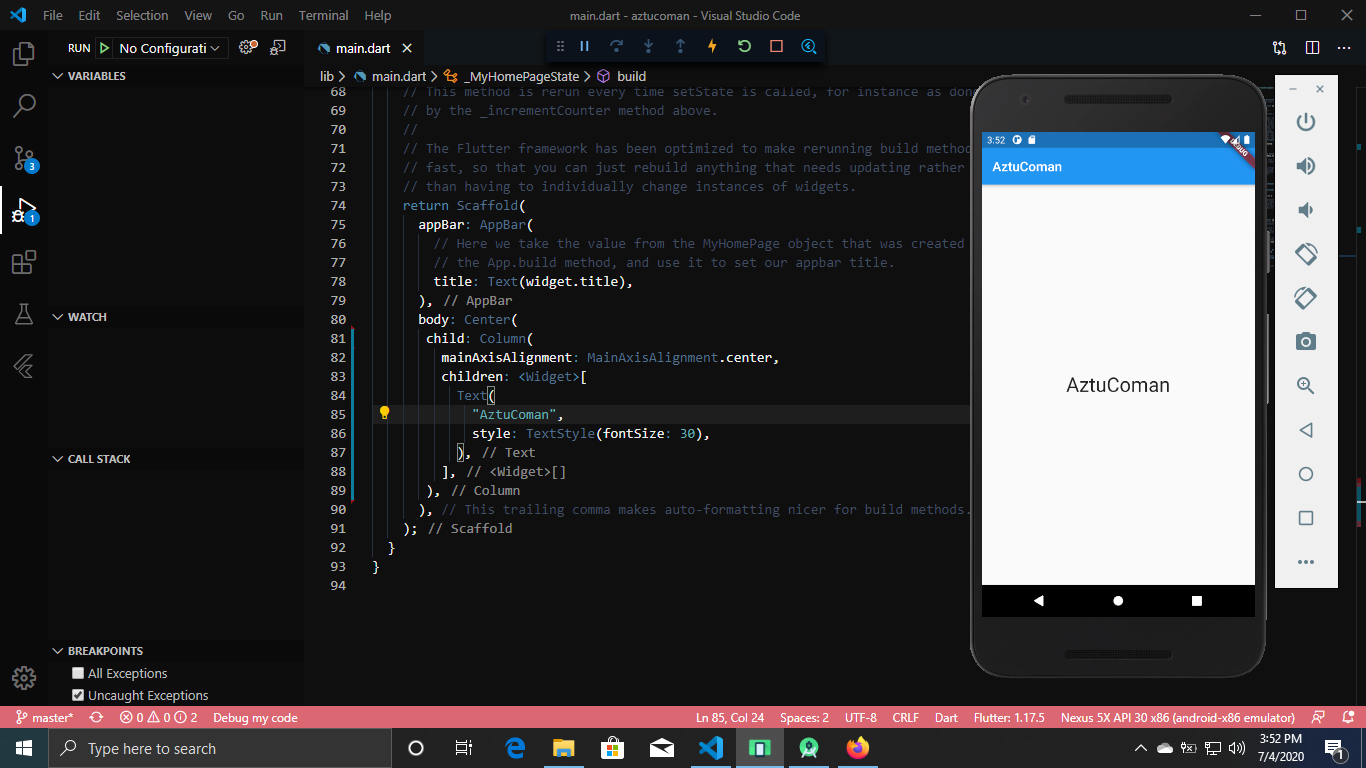 File Edit Selection View Go Run Terminal Help
main.dart - aztucoman - Visual Studio Code
RUN No Configurati
main.dart
VARIABLES
WATCH
CALL STACK
BREAKPOINTS
All Exceptions
Uncaught Exceptions
3
1
lib main.dart _MyHomePageState build
68 // This method is rerun every time setState is called, for instance as
69 // by the _incrementCounter method above.
70 //
71 // The Flutter framework has been optimized to make rerunning build
72 // fast, so that you can just rebuild anything that needs updating rather
73 // than having to individually change instances of widgets.
74 return Scaffold(
75 appBar: AppBar(
76 // Here we take the value from the MyHomePage object that was created
77 // the App.build method, and use it to set our appbar title.
78 title: Text(widget.title),
79 ), // AppBar
80 body: Center(
81 child: Column(
82 mainAxisAlignment: MainAxisAlignment.center,
83 children: <Widget>[
84 Text(
85 "AztuComan",
86 style: TextStyle(fontSize: 30),
87 ), // Text
88 ], // <Widget>[]
89 ), // Column
90 ), // This trailing comma makes auto-formatting nicer for build methods.
91 ); // Scaffold
92 }
93 }
94
3:52
DEBUG
AztuComan
AztuComan
master* 0 0 2 Debug my code
Ln 85, Col 24 Spaces: 2 UTF-8 CRLF Dart Flutter: 1.17.5 Nexus 5X API 30 x86 (android-x86 emulator)
Type here to search
3:52 PM
7/4/2020
1